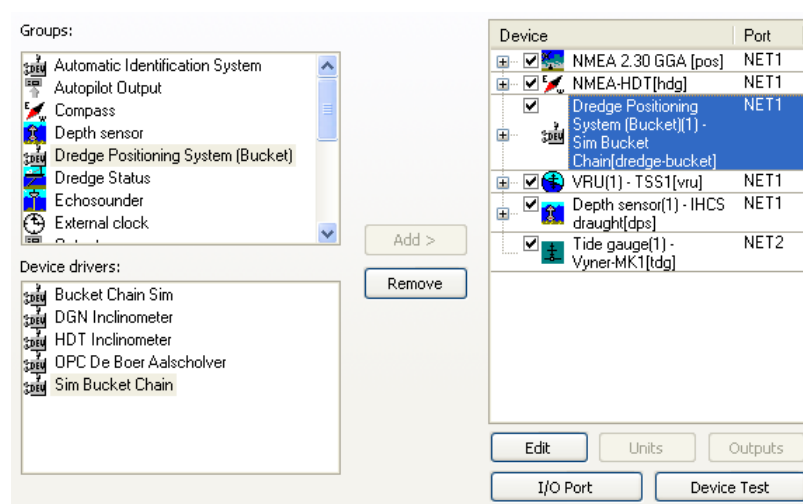 Groups:
Automatic Identification System
Autopilot Output
Compass
Depth sensor
Dredge Positioning System (Bucket)
Dredge Status
Echosounder
External clock
Device drivers:
Bucket Chain Sim
DGN Inclinometer
HDT Inclinometer
OPC De Boer Aalscholver
Sim Bucket Chain
Add >
Remove
Device Port
NMEA 2.30 GGA [pos] NET1
NMEA-HDT[hdg] NET1
Dredge Positioning NET1
System (Bucket)(1) -
Sim Bucket
Chain[dredge-bucket]
VRU(1) - TSS1[vru] NET1
Depth sensor(1) - IHCS NET1
draught[dps]
Tide gauge(1) - NET2
Vyner-MK1[tdg]
Edit Units Outputs
I/O Port Device Test